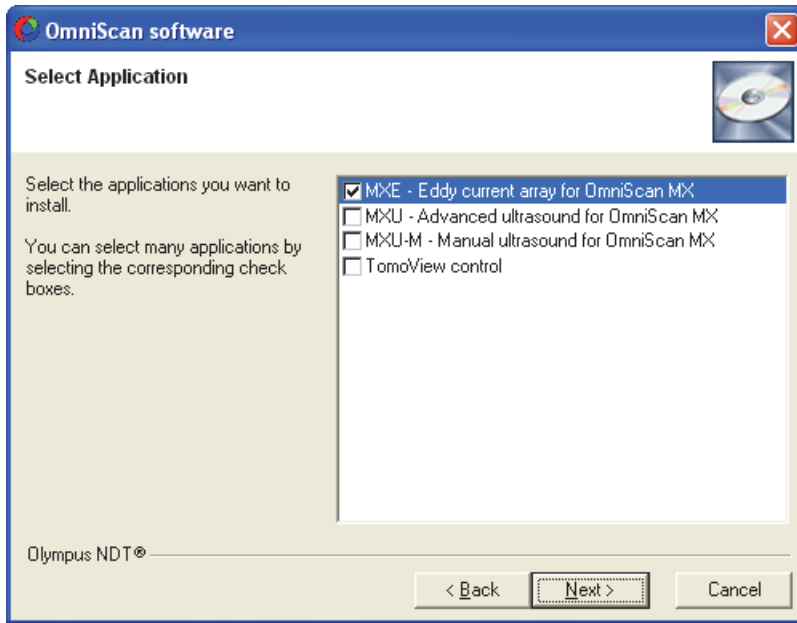 OmniScan software
Select Application
Select the applications you want to
install.
You can select many applications by
selecting the corresponding check
boxes.
MXE - Eddy current array for OmniScan MX
MXU - Advanced ultrasound for OmniScan MX
MXU-M - Manual ultrasound for OmniScan MX
TomoView control
Olympus NDT®
< Back
Next >
Cancel